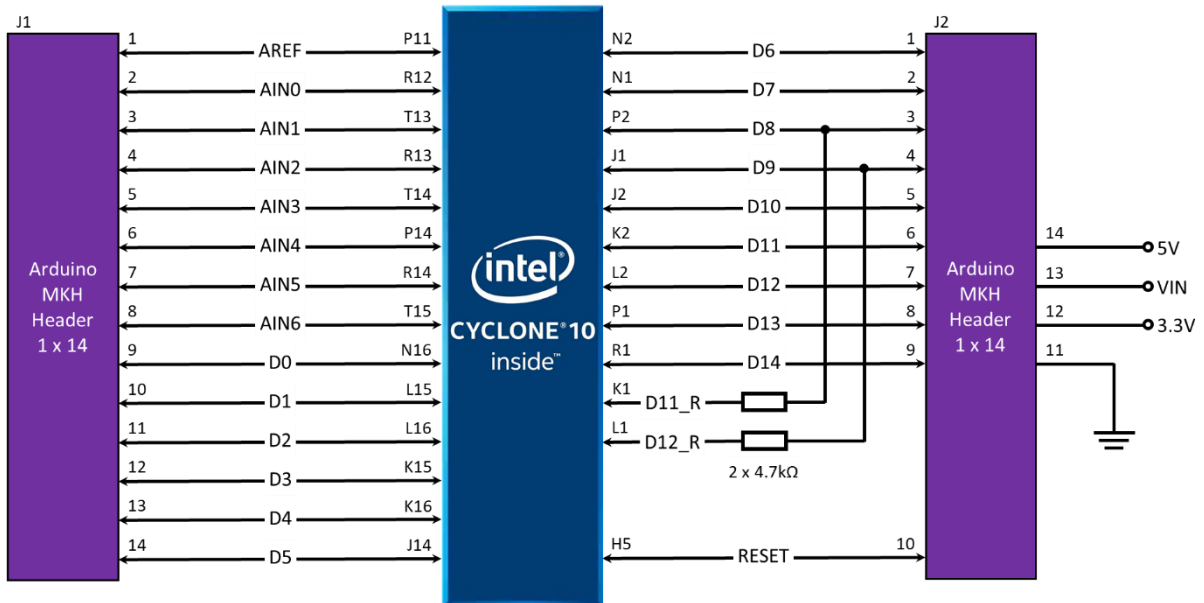 J1
J2
1 AREF P11
2 AIN0 R12
3 AIN1 T13
4 AIN2 R13
5 AIN3 T14
6 AIN4 P14
7 AIN5 R14
8 AIN6 T15
9 D0 N16
10 D1 L15
11 D2 L16
12 D3 K15
13 D4 K16
14 D5 J14
Arduino
MKH
Header
1 x 14
intel®
CYCLONE® 10
inside™
N2 D6 1
N1 D7 2
P2 D8 3
J1 D9 4
J2 D10 5
K2 D11 6
L2 D12 7
P1 D13 8
R1 D14 9
K1 D11_R
L1 D12_R
2 x 4.7kΩ
H5 RESET 10
Arduino
MKH
Header
1 x 14
14 5V
13 VIN
12 3.3V
11